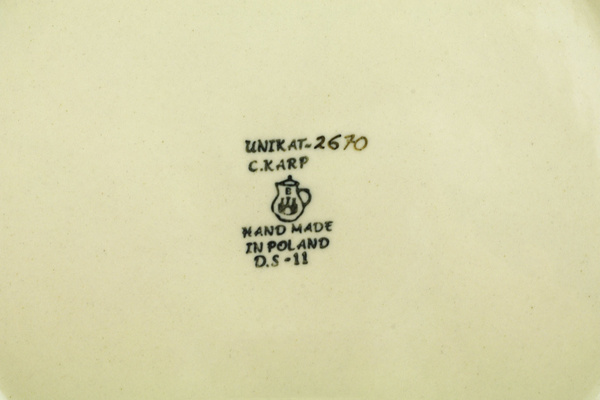 UNIKAT-2670
C.KARP
B
HAND MADE
IN POLAND
D.S-11